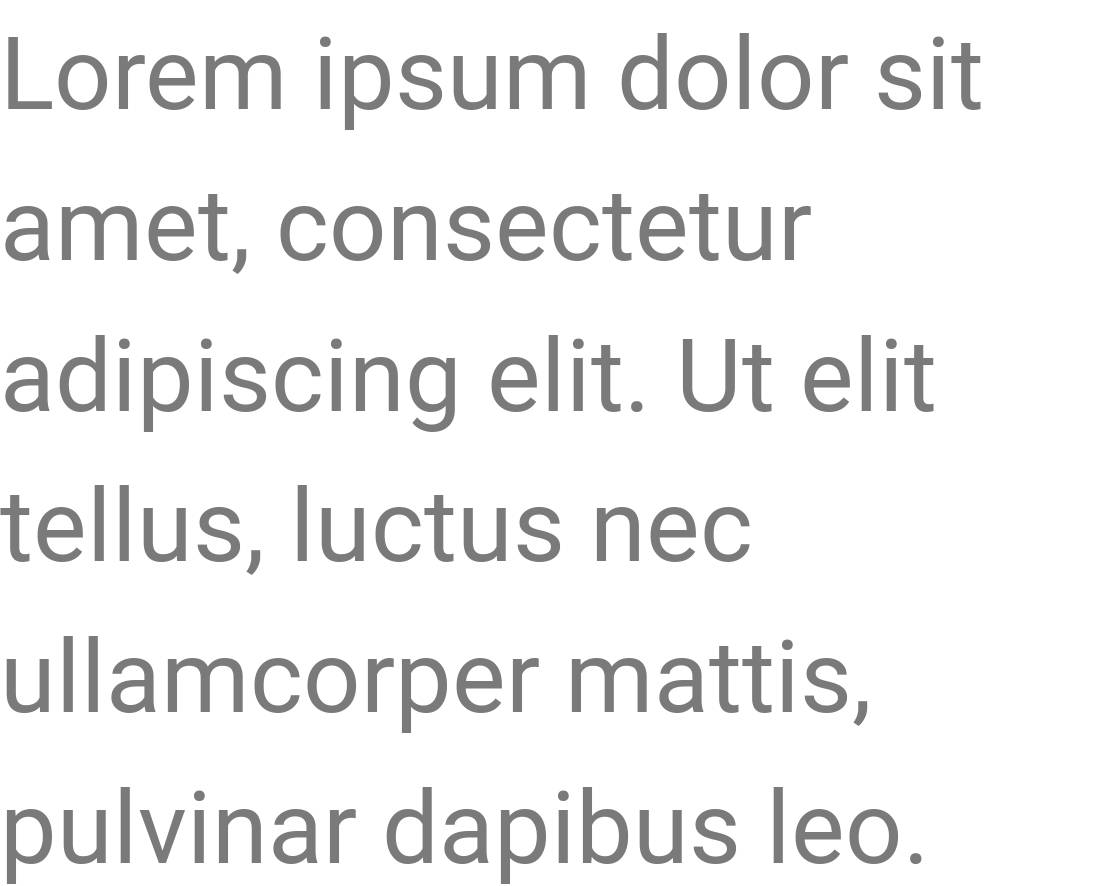 Lorem ipsum dolor sit
amet, consectetur
adipiscing elit. Ut elit
tellus, luctus nec
ullamcorper mattis,
pulvinar dapibus leo.